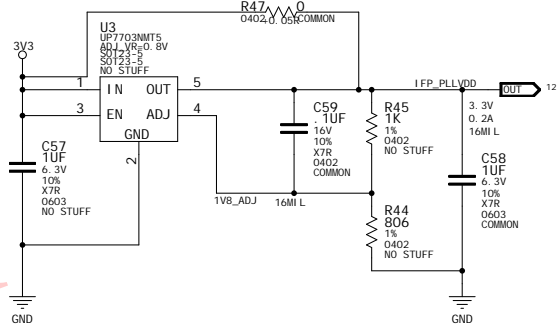 R47
0
0402
0.05R
COMMON
3V3
U3
UP7703NMT5
ADJ VR=0.8V
SOT23-5
SOT23-5
NO STUFF
1
IN
OUT
5
3
EN
ADJ
4
GND
2
C57
1UF
6.3V
10%
X7R
0603
NO STUFF
C59
.1UF
16V
10%
X7R
0402
COMMON
R45
1K
1%
0402
NO STUFF
IFP_PLLVDD
OUT
12
3.3V
0.2A
16MIL
C58
1UF
6.3V
10%
X7R
0603
COMMON
1V8_ADJ
16MIL
R44
806
1%
0402
NO STUFF
GND
GND